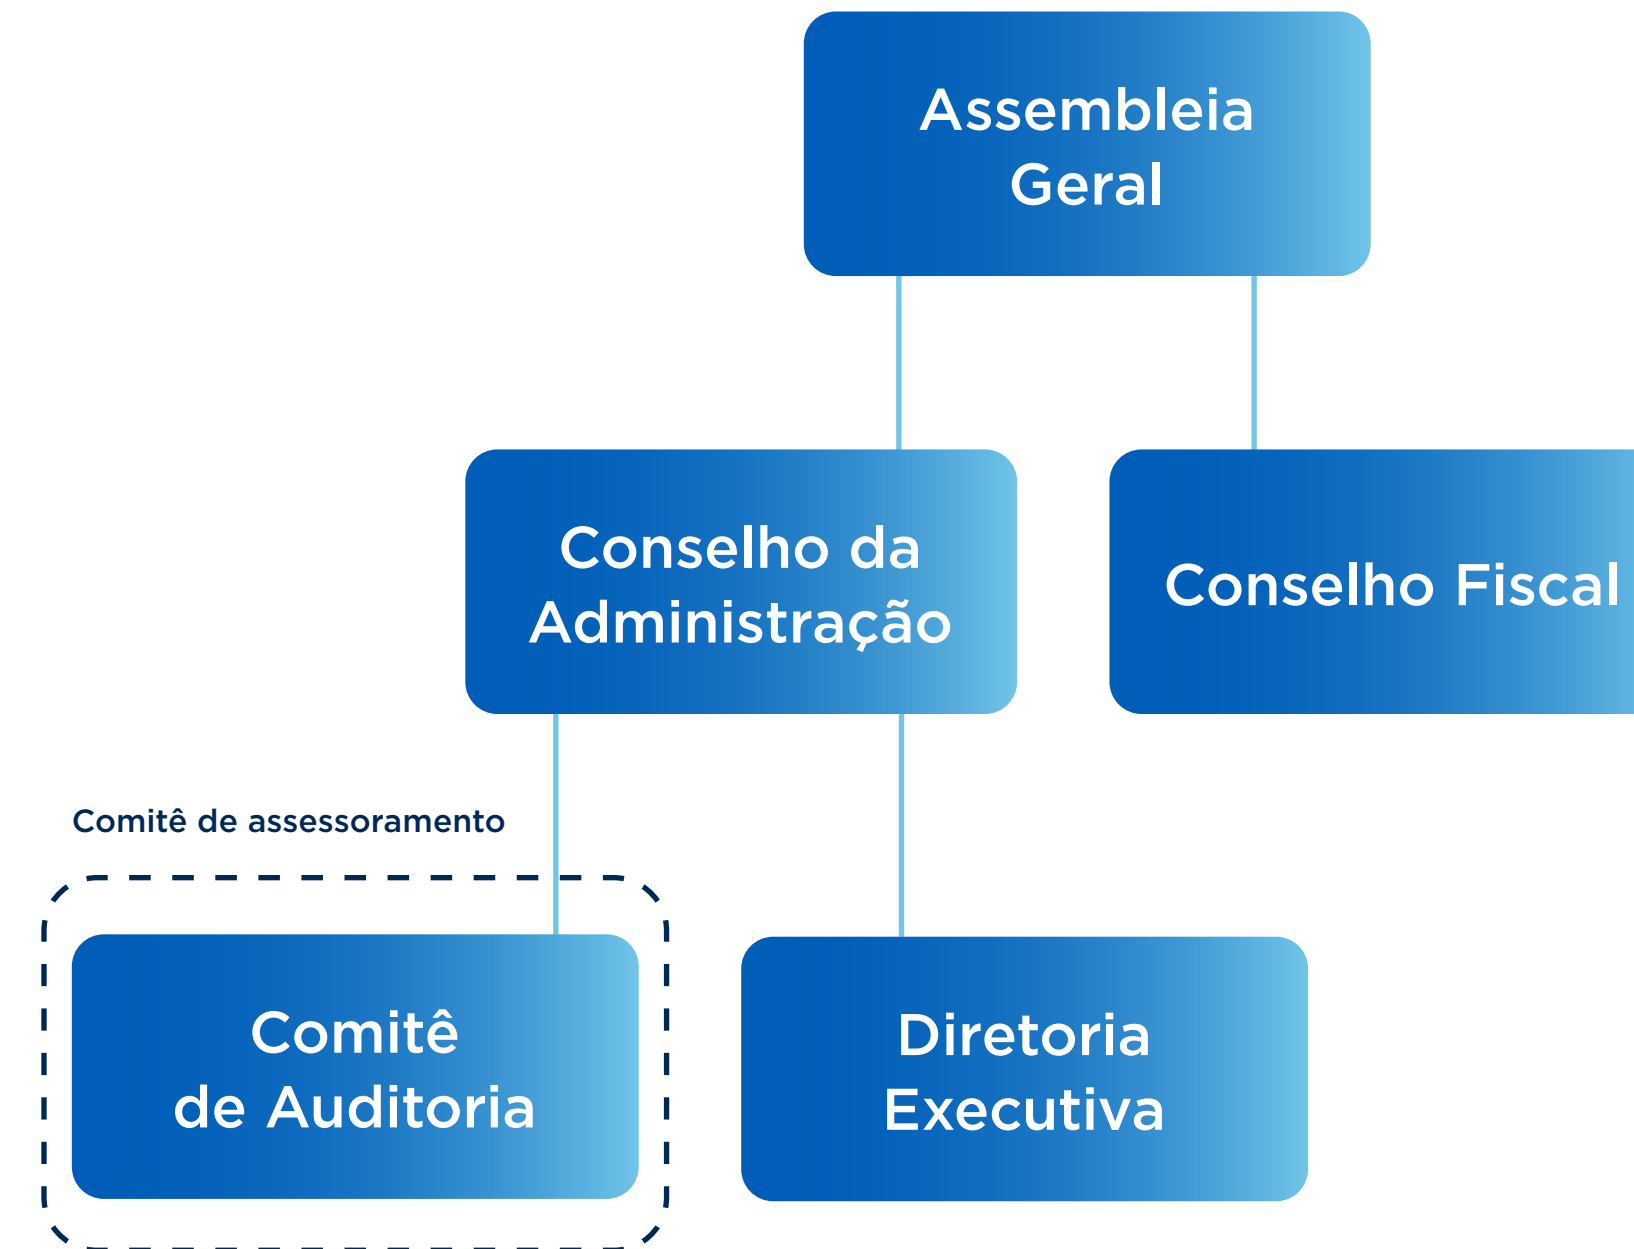 Assembleia
Geral
Conselho da
Administração
Conselho Fiscal
Comitê de assessoramento
Comitê
de Auditoria
Diretoria
Executiva